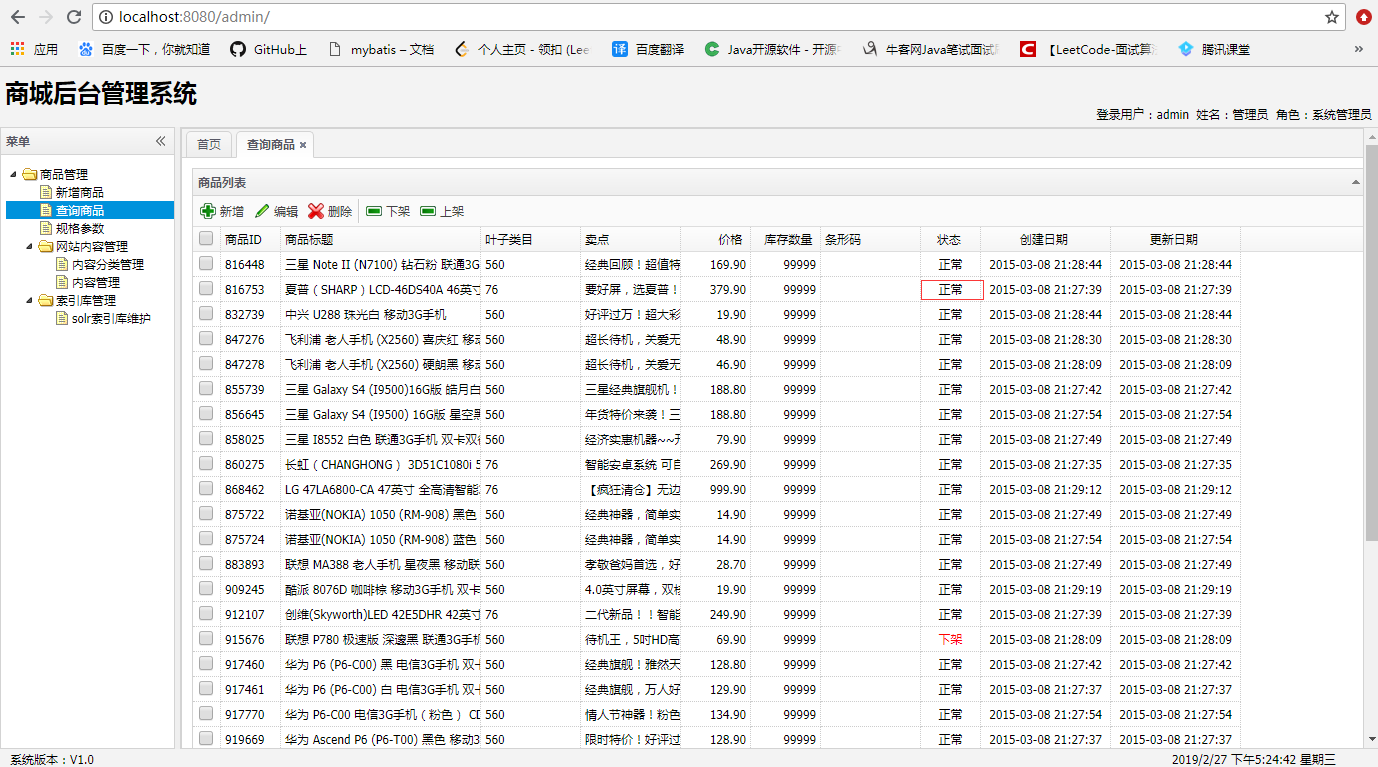 localhost:8080/admin/
应用 百度一下，你就知道 GitHub上 mybatis – 文档 个人主页 - 领扣 (Lee 百度翻译 Java开源软件 - 开源 牛客网Java笔试面试 【LeetCode-面试算 腾讯课堂 »
商城后台管理系统
登录用户：admin 姓名：管理员 角色：系统管理员
菜单
商品管理
新增商品
查询商品
规格参数
网站内容管理
内容分类管理
内容管理
索引库管理
solr索引库维护
首页 查询商品
商品列表
新增 编辑 删除 下架 上架
商品ID 商品标题 叶子类目 卖点 价格 库存数量 条形码 状态 创建日期 更新日期
816448 三星 Note II (N7100) 钻石粉 联通3G 560 经典回顾！超值特 169.90 99999 正常 2015-03-08 21:28:44 2015-03-08 21:28:44
816753 夏普（SHARP）LCD-46DS40A 46英寸 76 要好屏，选夏普！ 379.90 99999 正常 2015-03-08 21:27:39 2015-03-08 21:27:39
832739 中兴 U288 珠光白 移动3G手机 560 好评过万！超大彩 19.90 99999 正常 2015-03-08 21:28:44 2015-03-08 21:28:44
847276 飞利浦 老人手机 (X2560) 喜庆红 移动 560 超长待机，关爱无 48.90 99999 正常 2015-03-08 21:28:30 2015-03-08 21:28:30
847278 飞利浦 老人手机 (X2560) 硬朗黑 移动 560 超长待机，关爱无 46.90 99999 正常 2015-03-08 21:28:09 2015-03-08 21:28:09
855739 三星 Galaxy S4 (I9500)16G版 皓月白 560 三星经典旗舰机！ 188.80 99999 正常 2015-03-08 21:27:42 2015-03-08 21:27:42
856645 三星 Galaxy S4 (I9500) 16G版 星空黑 560 年货特价来袭！三 188.80 99999 正常 2015-03-08 21:27:54 2015-03-08 21:27:54
858025 三星 I8552 白色 联通3G手机 双卡双待 560 经济实惠机器~~无 79.90 99999 正常 2015-03-08 21:27:49 2015-03-08 21:27:49
860275 长虹（CHANGHONG） 3D51C1080i 5 76 智能安卓系统 可自 269.90 99999 正常 2015-03-08 21:27:35 2015-03-08 21:27:35
868462 LG 47LA6800-CA 47英寸 全高清智能 76 【疯狂清仓】无边 999.90 99999 正常 2015-03-08 21:29:12 2015-03-08 21:29:12
875722 诺基亚(NOKIA) 1050 (RM-908) 黑色 560 经典神器，简单实 14.90 99999 正常 2015-03-08 21:27:49 2015-03-08 21:27:49
875724 诺基亚(NOKIA) 1050 (RM-908) 蓝色 560 经典神器，简单实 14.90 99999 正常 2015-03-08 21:27:54 2015-03-08 21:27:54
883893 联想 MA388 老人手机 星夜黑 移动联 560 孝敬爸妈首选，好 28.70 99999 正常 2015-03-08 21:27:49 2015-03-08 21:27:49
909245 酷派 8076D 咖啡棕 移动3G手机 双卡 560 4.0英寸屏幕，双核 19.90 99999 正常 2015-03-08 21:29:19 2015-03-08 21:29:19
912107 创维(Skyworth)LED 42E5DHR 42英寸 76 二代新品！！智能 249.90 99999 正常 2015-03-08 21:27:39 2015-03-08 21:27:39
915676 联想 P780 极速版 深邃黑 联通3G手机 560 待机王，5吋HD高 69.90 99999 下架 2015-03-08 21:28:09 2015-03-08 21:28:09
917460 华为 P6 (P6-C00) 黑 电信3G手机 双卡 560 经典旗舰！雅然天 128.80 99999 正常 2015-03-08 21:27:42 2015-03-08 21:27:42
917461 华为 P6 (P6-C00) 白 电信3G手机 双卡 560 经典旗舰，万人好 129.90 99999 正常 2015-03-08 21:27:37 2015-03-08 21:27:37
917770 华为 P6-C00 电信3G手机（粉色） CD 560 情人节神器！粉色 134.90 99999 正常 2015-03-08 21:27:54 2015-03-08 21:27:54
919669 华为 Ascend P6 (P6-T00) 黑色 移动3 560 限时特价！好评过 128.90 99999 正常 2015-03-08 21:27:37 2015-03-08 21:27:37
系统版本：V1.0 2019/2/27 下午5:24:42 星期三